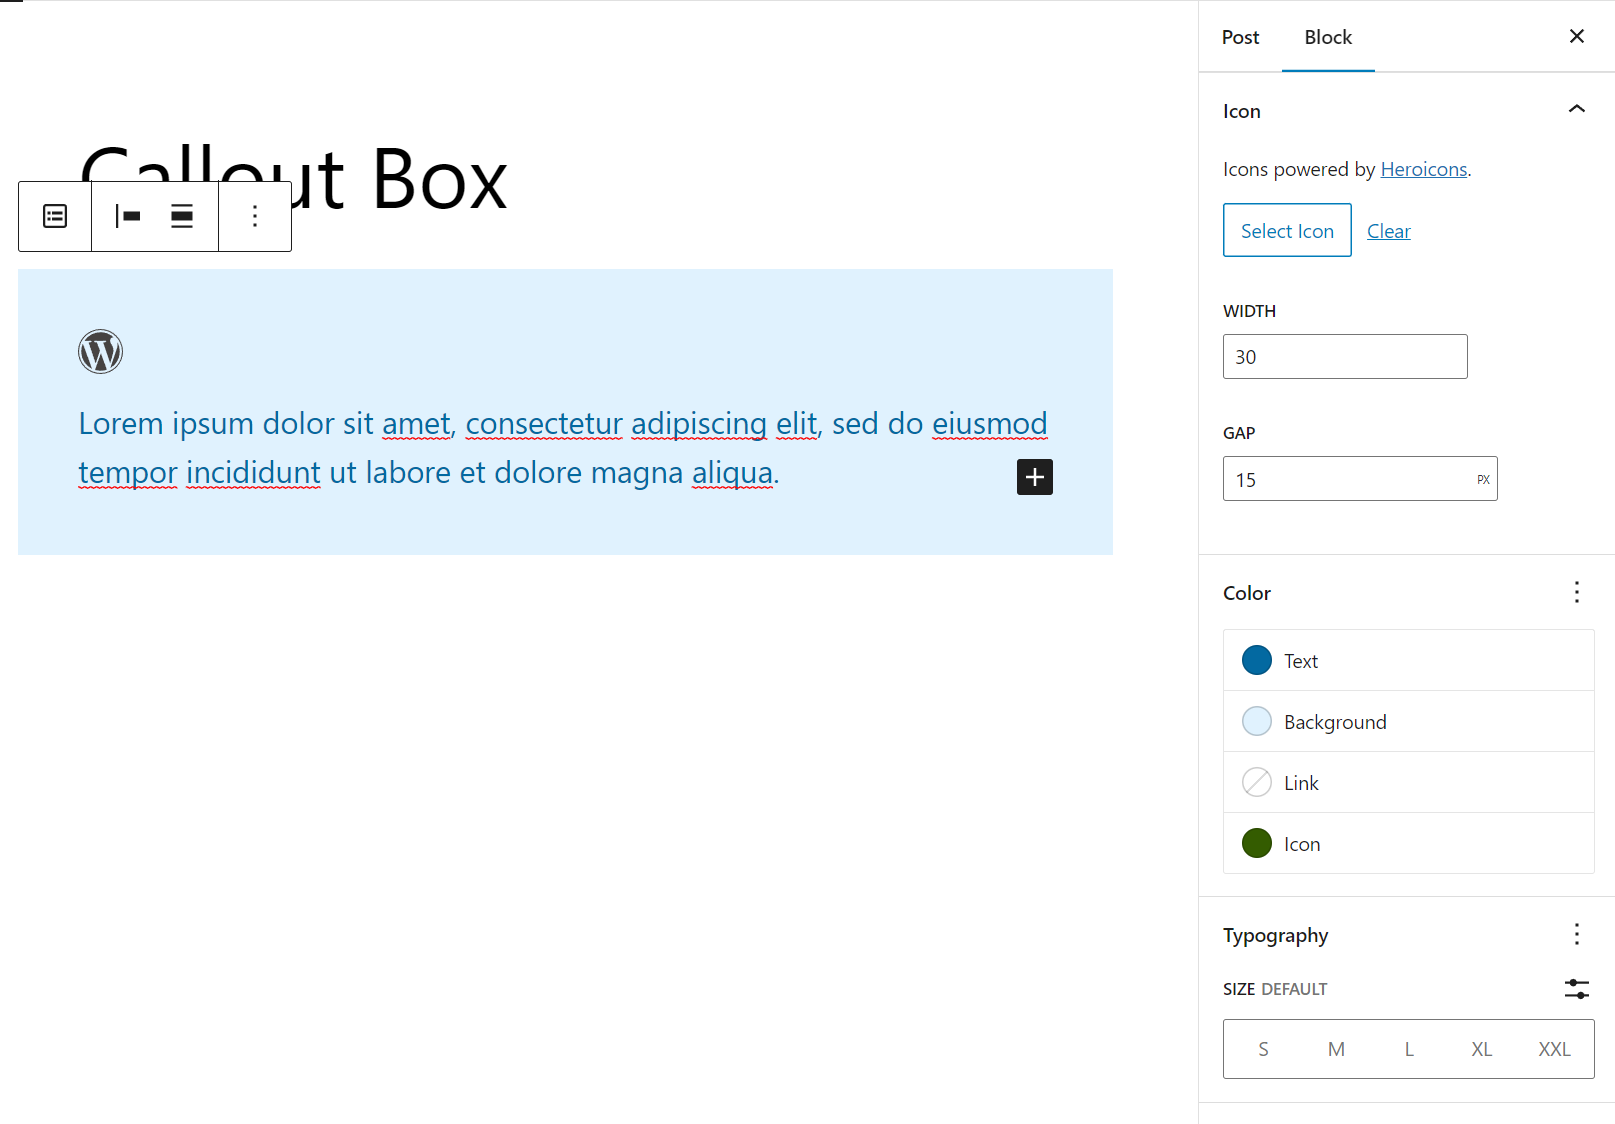 Callout Box
Lorem ipsum dolor sit amet, consectetur adipiscing elit, sed do eiusmod
tempor incididunt ut labore et dolore magna aliqua.
Post Block
Icon
Icons powered by Heroicons.
Select Icon Clear
WIDTH
30
GAP
15 PX
Color
Text
Background
Link
Icon
Typography
SIZE DEFAULT
S M L XL XXL